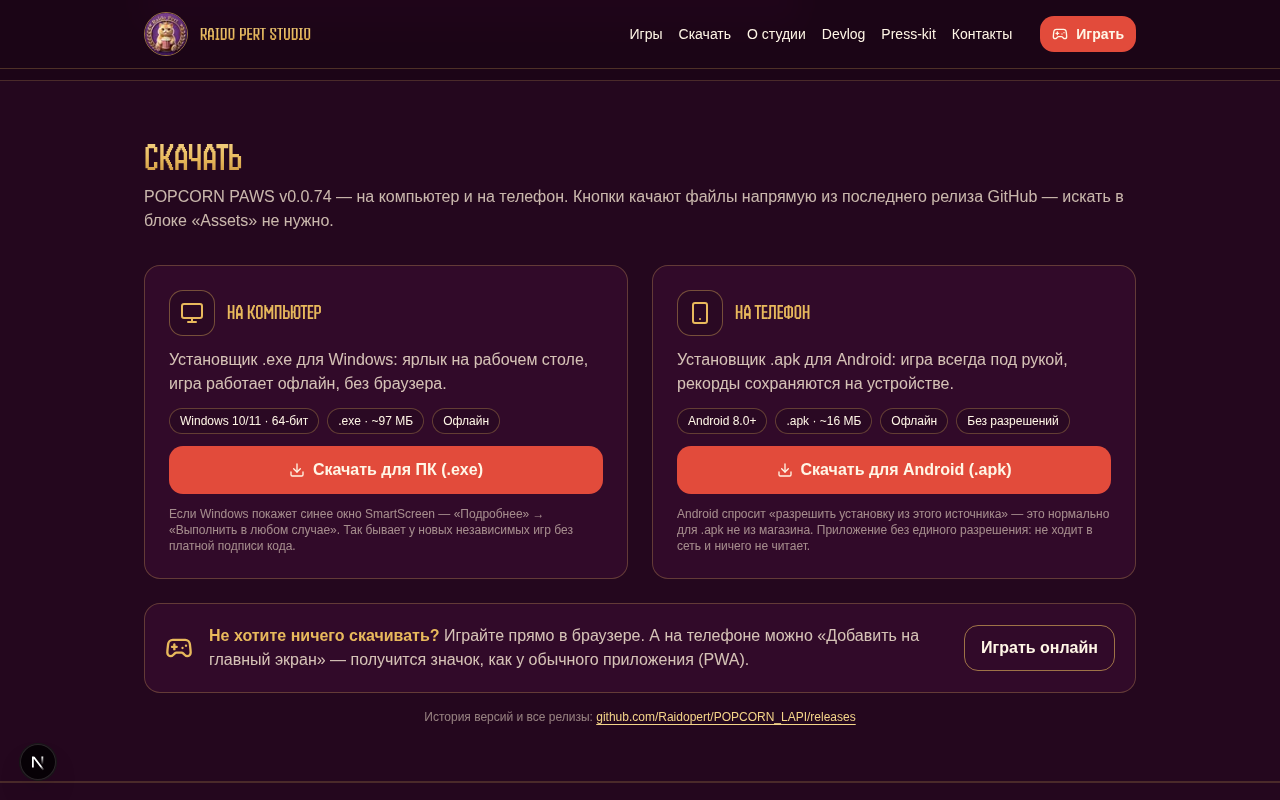 RAIDO PERT STUDIO
Игры Скачать О студии Devlog Press-kit Контакты Играть
СКАЧАТЬ
POPCORN PAWS v0.0.74 — на компьютер и на телефон. Кнопки качают файлы напрямую из последнего релиза GitHub — искать в
блоке «Assets» не нужно.
НА КОМПЬЮТЕР
Установщик .exe для Windows: ярлык на рабочем столе,
игра работает офлайн, без браузера.
Windows 10/11 · 64-бит .exe · ~97 МБ Офлайн
Скачать для ПК (.exe)
Если Windows покажет синее окно SmartScreen — «Подробнее» →
«Выполнить в любом случае». Так бывает у новых независимых игр без
платной подписи кода.
НА ТЕЛЕФОН
Установщик .apk для Android: игра всегда под рукой,
рекорды сохраняются на устройстве.
Android 8.0+ .apk · ~16 МБ Офлайн Без разрешений
Скачать для Android (.apk)
Android спросит «разрешить установку из этого источника» — это нормально
для .apk не из магазина. Приложение без единого разрешения: не ходит в
сеть и ничего не читает.
Не хотите ничего скачивать? Играйте прямо в браузере. А на телефоне можно «Добавить на
главный экран» — получится значок, как у обычного приложения (PWA).
Играть онлайн
История версий и все релизы: github.com/Raidopert/POPCORN_LAPI/releases